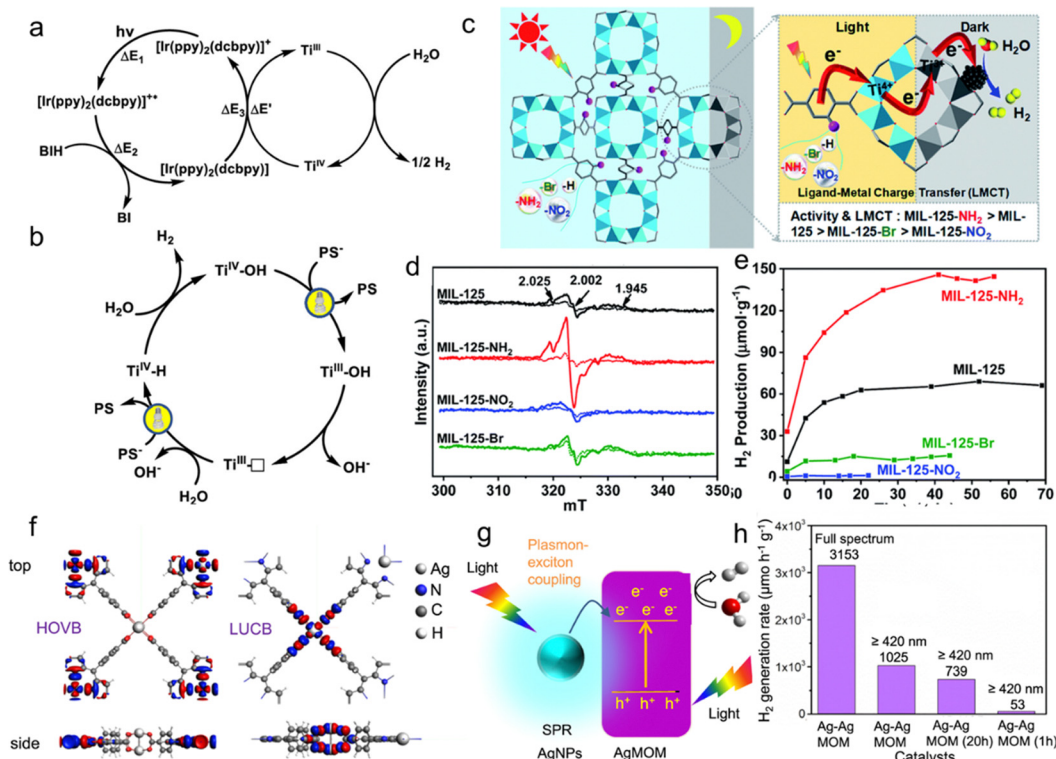 a
hν
ΔE1
[Ir(ppy)2(dcbpy)]+
TiIII
H2O
[Ir(ppy)2(dcbpy)]+*
ΔE3
ΔE'
BIH
ΔE2
[Ir(ppy)2(dcbpy)]
TiIV
1/2 H2
BI
b
H2
TiIV-OH
PS-
PS
H2O
TiIV-H
TiIII-OH
PS
PS-
OH-
TiIII-□
OH-
H2O
c
Light
Dark
e-
e-
e-
Ti4+
H2O
H2
-H
-Br
-NH2
-NO2
-H
-Br
-NH2
-NO2
Ligand-Metal Charge Transfer (LMCT)
Activity & LMCT : MIL-125-NH2 > MIL-
125 > MIL-125-Br > MIL-125-NO2
d
2.025
2.002
1.945
MIL-125
MIL-125-NH2
MIL-125-NO2
MIL-125-Br
Intensity (a.u.)
300 310 320 330 340 350
mT
e
H2 Production (μmol·g-1)
150
120
90
60
30
0
MIL-125-NH2
MIL-125
MIL-125-Br
MIL-125-NO2
0 10 20 30 40 50 60 70
f
top
HOVB
LUCB
side
Ag
N
C
H
g
Plasmon-
exciton
coupling
Light
e- e-
e- e- e-
h+ h+ h+
Light
SPR
AgNPs
AgMOM
h
H2 generation rate (μmo h-1 g-1)
4x10³
3x10³
2x10³
1x10³
0
Full spectrum
3153
≥ 420 nm
1025
≥ 420 nm
739
≥ 420 nm
53
Ag-Ag
MOM
Ag-Ag
MOM
Ag-Ag
MOM (20h)
Ag-Ag
MOM (1h)
Catalysts